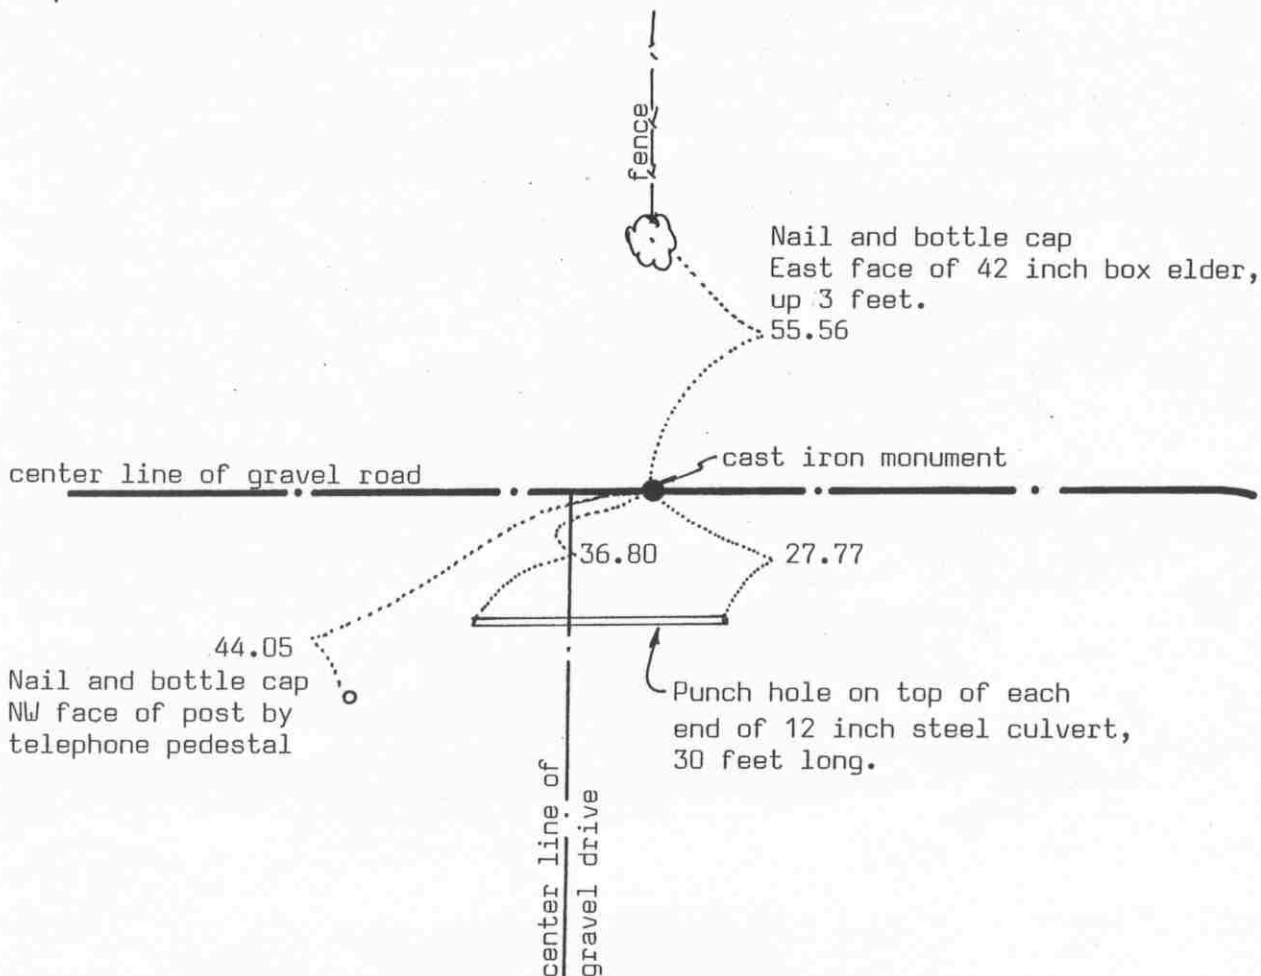 fence
Nail and bottle cap
East face of 42 inch box elder,
up 3 feet.
55.56
center line of gravel road
cast iron monument
36.80
27.77
44.05
Nail and bottle cap
NW face of post by
telephone pedestal
Punch hole on top of each
end of 12 inch steel culvert,
30 feet long.
center line of
gravel drive